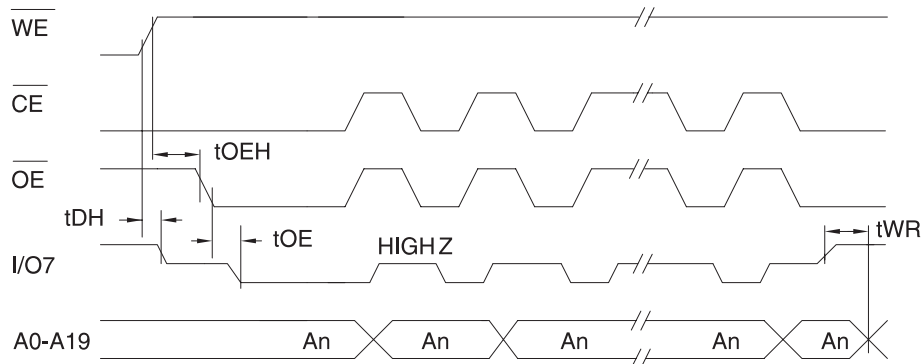 WE
CE
tOEH
OE
tDH
tOE
tWR
HIGH Z
I/O7
A0-A19 An An An An An